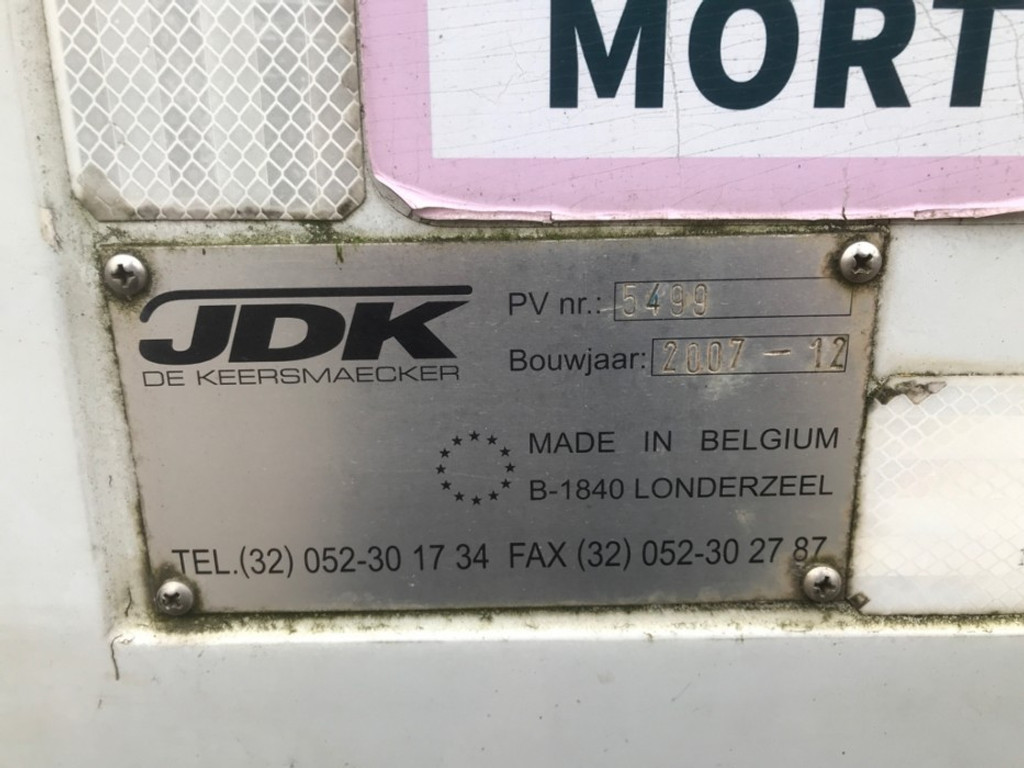 MORT
JDK
DE KEERSMAECKER
PV nr.: 5499
Bouwjaar: 2007 - 12
MADE IN BELGIUM
B-1840 LONDERZEEL
TEL.(32) 052-30 17 34 FAX (32) 052-30 27 87